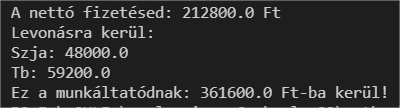 A nettó fizetésed: 212800.0 Ft
Levonásra kerül:
Szja: 48000.0
Tb: 59200.0
Ez a munkáltatódnak: 361600.0 Ft-ba kerül!